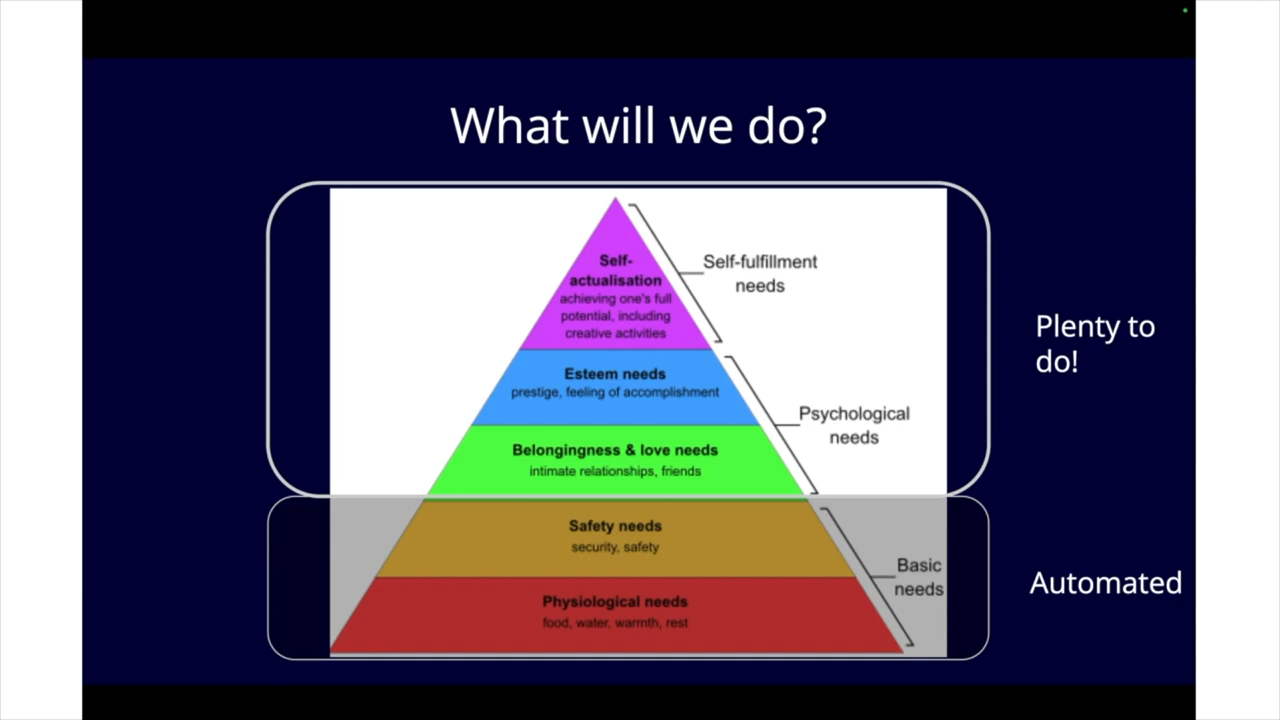 What will we do?
Self-
actualisation
achieving one's full
potential, including
creative activities
Self-fulfillment
needs
Plenty to
do!
Esteem needs
prestige, feeling of accomplishment
Psychological
needs
Belongingness & love needs
intimate relationships, friends
Safety needs
security, safety
Basic
needs
Automated
Physiological needs
food, water, warmth, rest